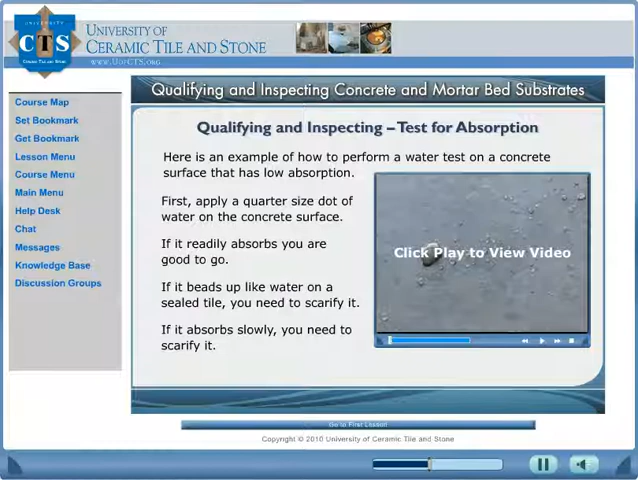 UNIVERSITY
CTS
CERAMIC TILE AND STONE
UNIVERSITY OF
CERAMIC TILE AND STONE
WWW.UOFCTS.ORG
Course Map
Set Bookmark
Get Bookmark
Lesson Menu
Course Menu
Main Menu
Help Desk
Chat
Messages
Knowledge Base
Discussion Groups
Qualifying and Inspecting Concrete and Mortar Bed Substrates
Qualifying and Inspecting – Test for Absorption
Here is an example of how to perform a water test on a concrete
surface that has low absorption.
First, apply a quarter size dot of
water on the concrete surface.
If it readily absorbs you are
good to go.
If it beads up like water on a
sealed tile, you need to scarify it.
If it absorbs slowly, you need to
scarify it.
Click Play to View Video
Go to First Lesson
Copyright © 2010 University of Ceramic Tile and Stone